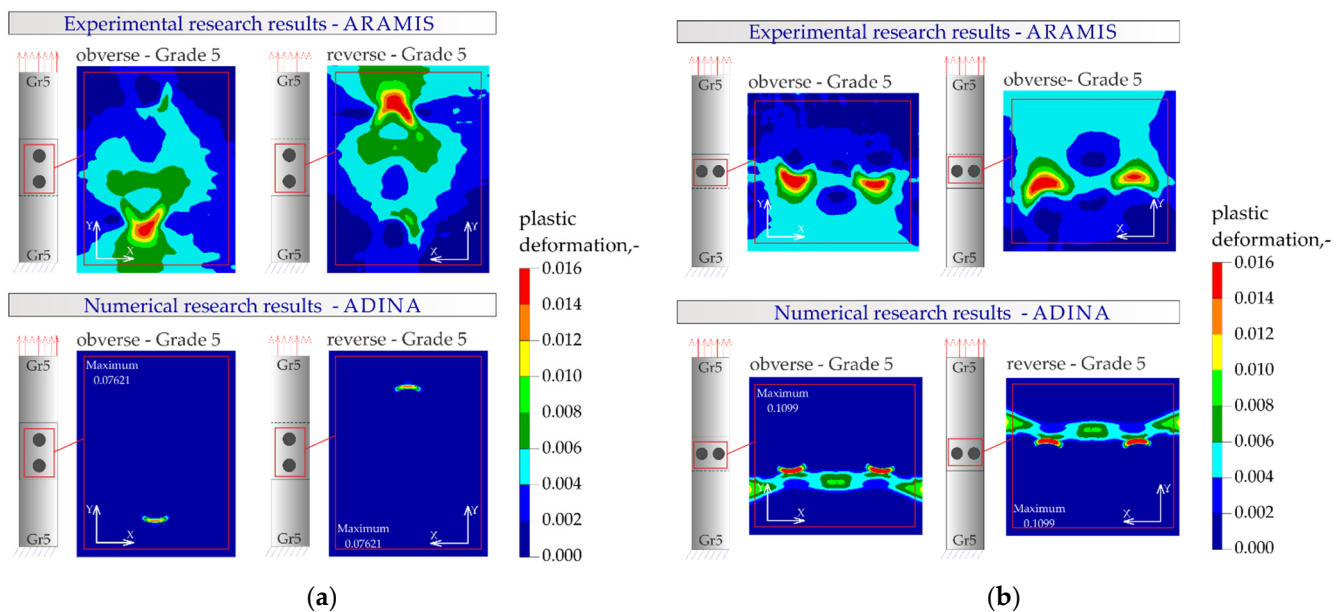 Experimental research results - ARAMIS
obverse - Grade 5
reverse - Grade 5
Gr5
Gr5
Y
X
Gr5
Gr5
Y
X
Numerical research results - ADINA
obverse - Grade 5
reverse - Grade 5
Gr5
Maximum
0.07621
Gr5
Y
X
Gr5
Maximum
0.07621
Gr5
Y
X
plastic
deformation,-
0.016
0.014
0.012
0.010
0.008
0.006
0.004
0.002
0.000
(a)
Experimental research results - ARAMIS
obverse - Grade 5
obverse- Grade 5
Gr5
Gr5
Y
X
Gr5
Gr5
Y
X
Numerical research results - ADINA
obverse - Grade 5
reverse - Grade 5
Gr5
Maximum
0.1099
Gr5
Y
X
Gr5
Maximum
0.1099
Gr5
Y
X
plastic
deformation,-
0.016
0.014
0.012
0.010
0.008
0.006
0.004
0.002
0.000
(b)